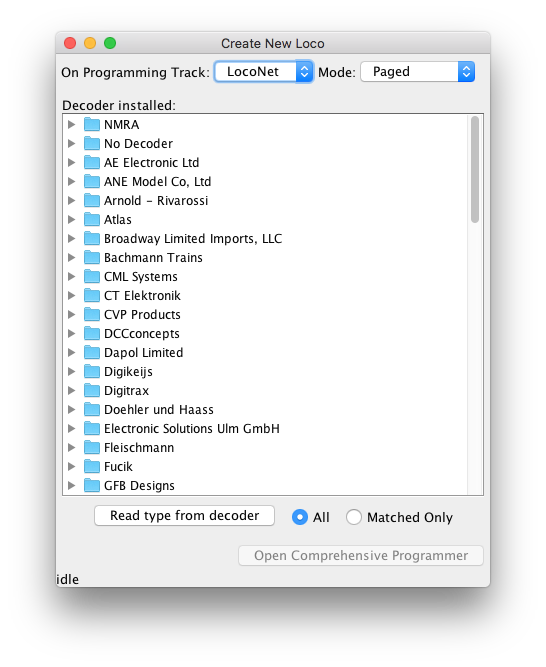 Create New Loco
On Programming Track: LocoNet Mode: Paged
Decoder installed:
NMRA
No Decoder
AE Electronic Ltd
ANE Model Co, Ltd
Arnold - Rivarossi
Atlas
Broadway Limited Imports, LLC
Bachmann Trains
CML Systems
CT Elektronik
CVP Products
DCCconcepts
Dapol Limited
Digikeijs
Digitrax
Doehler und Haass
Electronic Solutions Ulm GmbH
Fleischmann
Fucik
GFB Designs
Read type from decoder All Matched Only
Open Comprehensive Programmer
idle